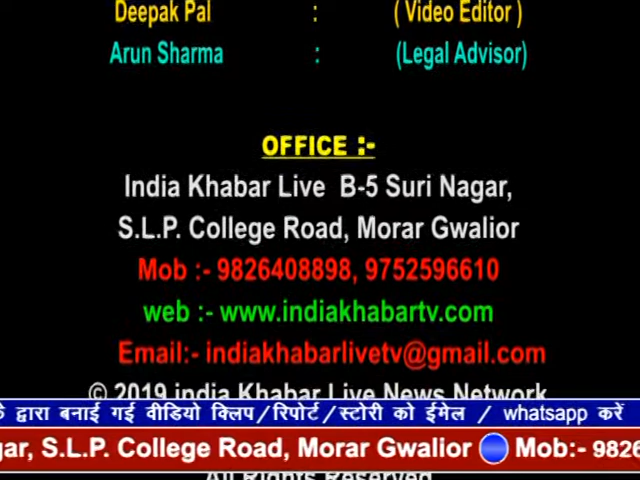 Deepak Pal : ( Video Editor )
Arun Sharma : (Legal Advisor)
OFFICE :-
India Khabar Live B-5 Suri Nagar,
S.L.P. College Road, Morar Gwalior
Mob :- 9826408898, 9752596610
web :- www.indiakhabartv.com
Email:- indiakhabarlivetv@gmail.com
© 2019 india Khabar Live News Network
द्वारा बनाई गई वीडियो क्लिप/रिपोर्ट/स्टोरी को ईमेल / whatsapp करें
gar, S.L.P. College Road, Morar Gwalior Mob:- 9826
All Rights Reserved